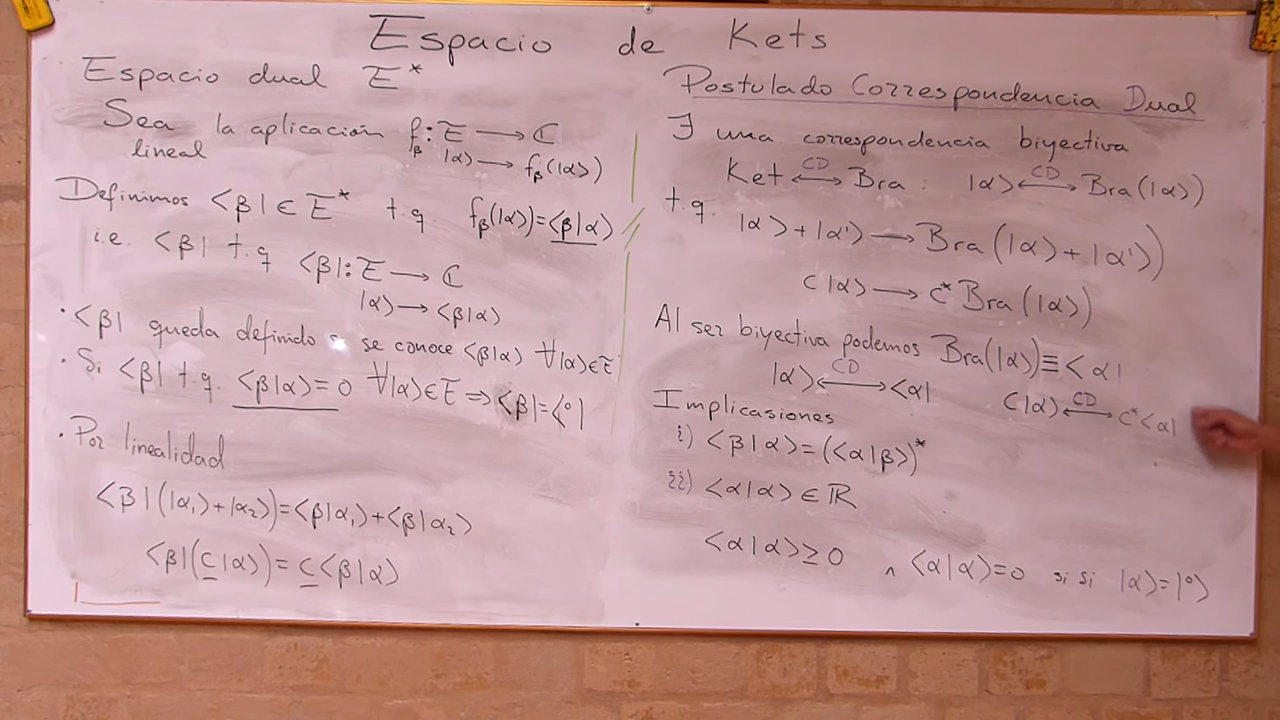 Espacio de Kets
Espacio dual E*
Sea la aplicación f_β: E ⟶ ℂ
lineal |α⟩ ⟶ f_β(|α⟩)
Definimos <β| ∈ E* t.q. f_β(|α⟩) = <β|α⟩
i.e. <β| t.q <β|: E ⟶ ℂ
|α⟩ ⟶ <β|α⟩
· <β| queda definido si se conoce <β|α⟩ ∀|α⟩∈E
· Si <β| t.q. <β|α⟩ = 0 ∀|α⟩∈E ⟹ <β| = <0|
· Por linealidad
<β|(|α₁⟩+|α₂⟩) = <β|α₁⟩ + <β|α₂⟩
<β|(C|α⟩) = C<β|α⟩
Postulado Correspondencia Dual
∃ una correspondencia biyectiva
Ket ⟷ᶜᴰ Bra : |α⟩ ⟷ᶜᴰ Bra(|α⟩)
t.q. |α⟩ + |α'⟩ ⟶ Bra(|α⟩ + |α'⟩)
C|α⟩ ⟶ c* Bra(|α⟩)
Al ser biyectiva podemos Bra(|α⟩) ≡ <α|
|α⟩ ⟷ᶜᴰ <α| C|α⟩ ⟷ᶜᴰ c*<α|
Implicasiones
i) <β|α⟩ = (<α|β⟩)*
ii) <α|α⟩ ∈ ℝ
<α|α⟩ ≥ 0 ∧ <α|α⟩ = 0 si si |α⟩ = |0⟩